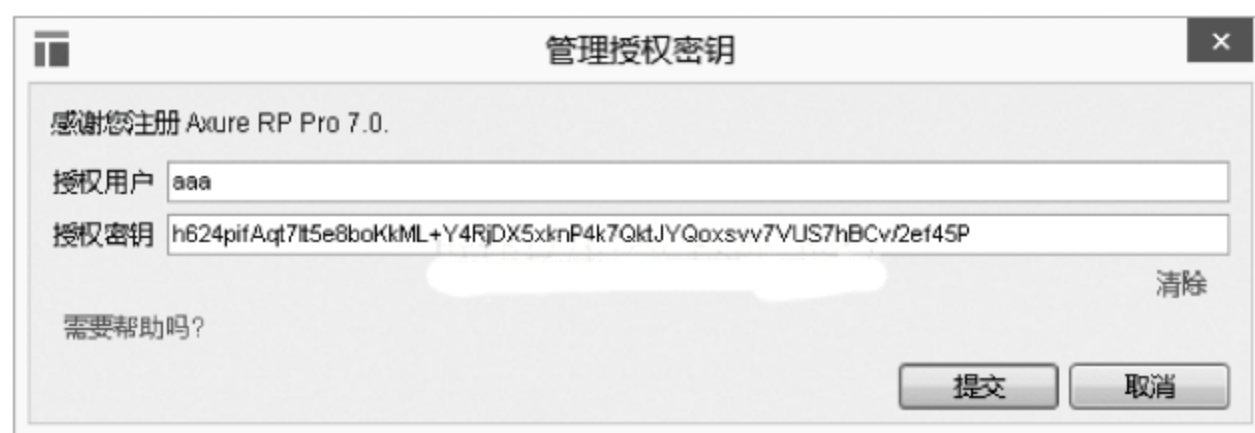 管理授权密钥
感谢您注册 Axure RP Pro 7.0.
授权用户 aaa
授权密钥 h624pifAqt7lt5e8boKkML+Y4RjDX5xknP4k7QktJYQoxsvv7VUS7hBCv/2ef45P
清除
需要帮助吗?
提交 取消